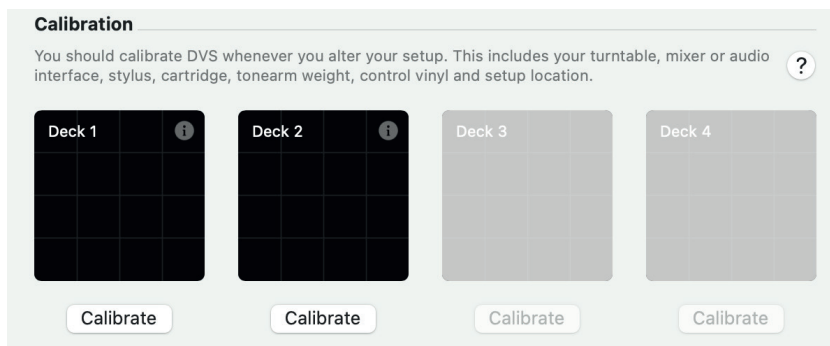 Calibration
You should calibrate DVS whenever you alter your setup. This includes your turntable, mixer or audio
interface, stylus, cartridge, tonearm weight, control vinyl and setup location.
?
Deck 1 i Deck 2 i Deck 3 Deck 4
Calibrate Calibrate Calibrate Calibrate